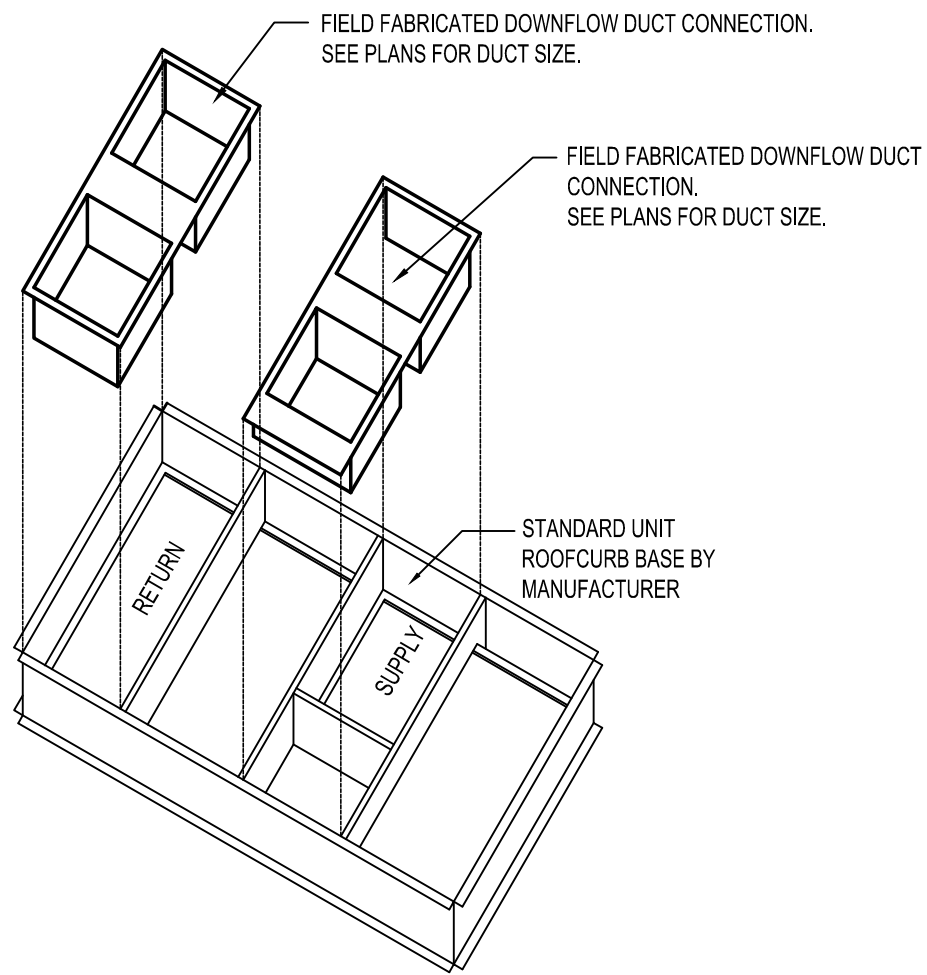 FIELD FABRICATED DOWNFLOW DUCT CONNECTION.
SEE PLANS FOR DUCT SIZE.
FIELD FABRICATED DOWNFLOW DUCT
CONNECTION.
SEE PLANS FOR DUCT SIZE.
STANDARD UNIT
ROOFCURB BASE BY
MANUFACTURER
RETURN
SUPPLY